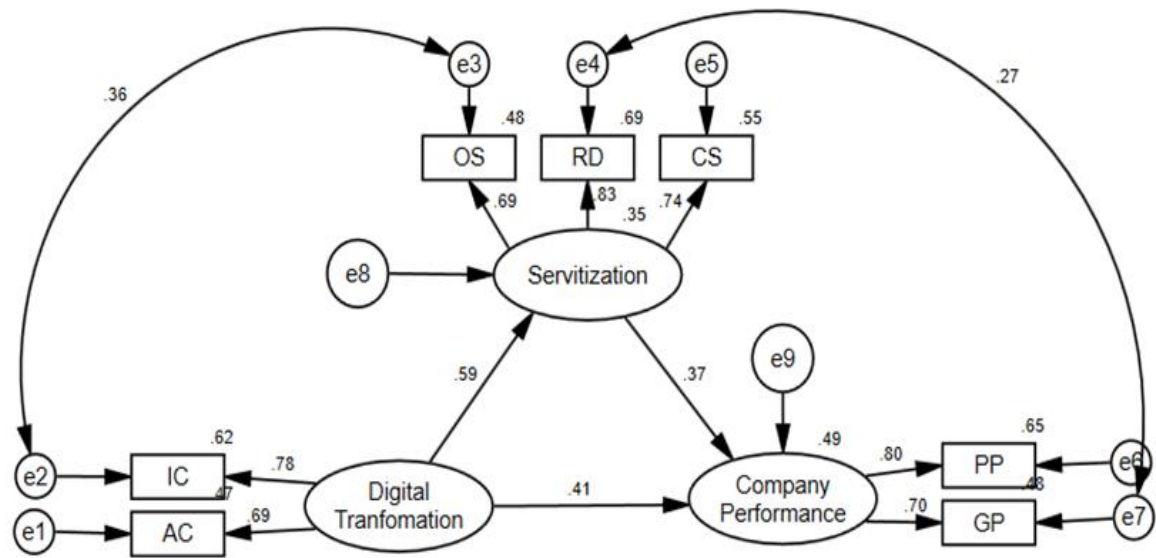 e3
e4
e5
.36
.27
.48
.69
.55
OS
RD
CS
.69
.83
.74
.35
e8
Servitization
e9
.59
.37
.62
.49
.65
e2
IC
.78
.80
PP
e6
Digital
Tranfomation
.41
Company
Performance
.47
.48
e1
AC
.69
.70
GP
e7